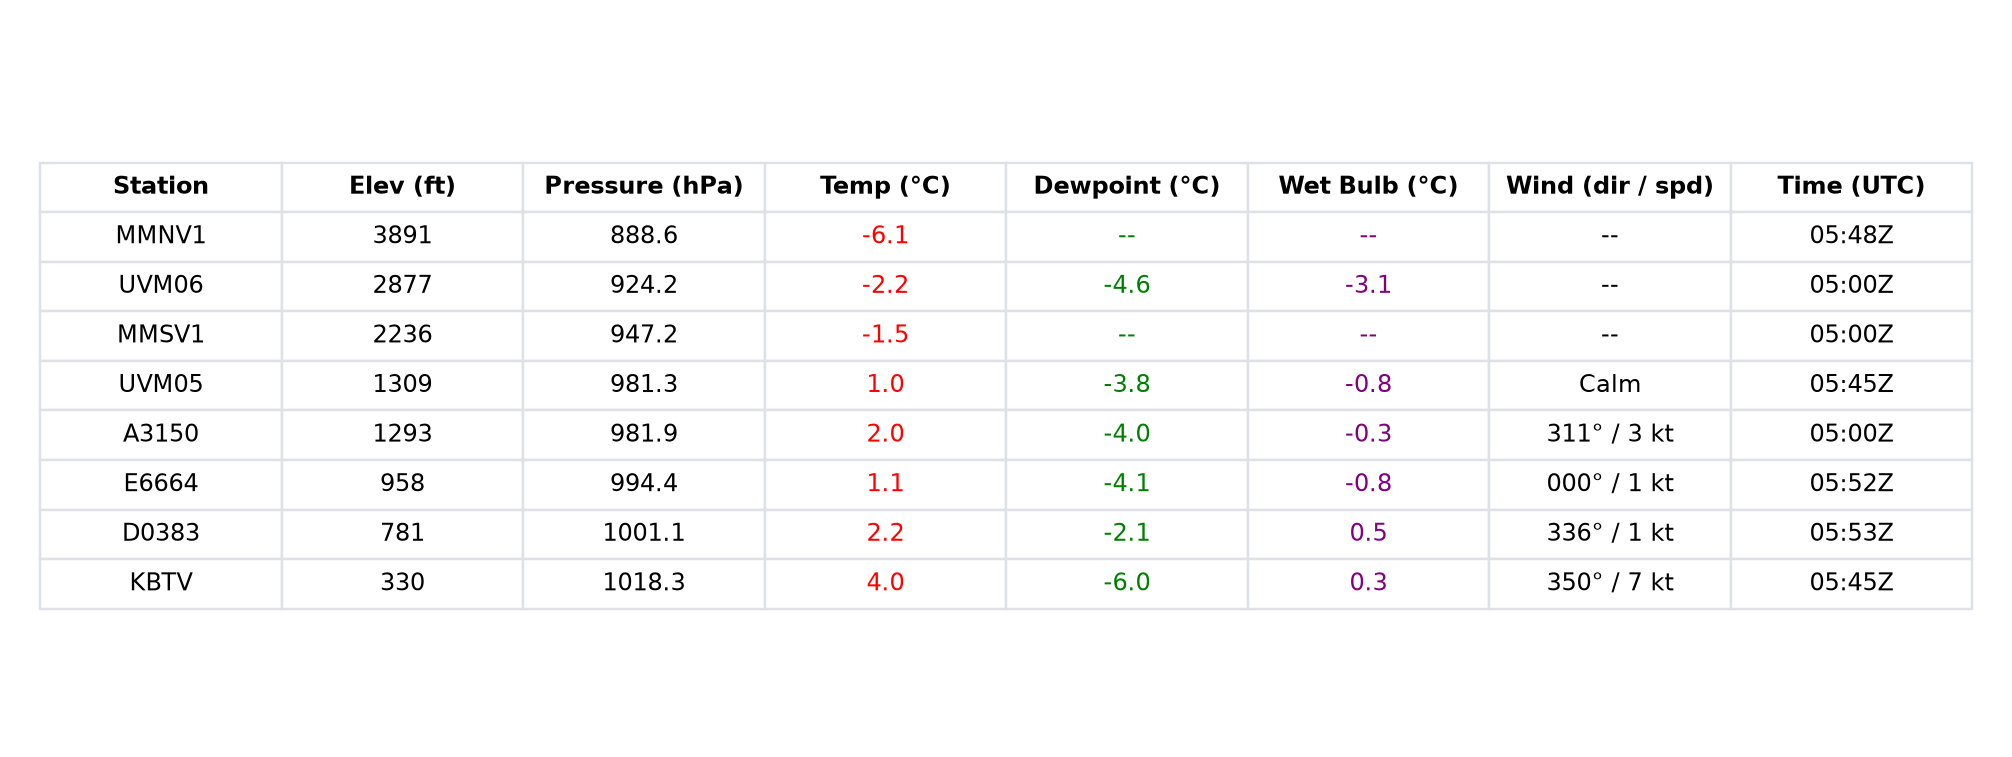 Station Elev (ft) Pressure (hPa) Temp (°C) Dewpoint (°C) Wet Bulb (°C) Wind (dir / spd) Time (UTC)
MMNV1 3891 888.6 -6.1 -- -- -- 05:48Z
UVM06 2877 924.2 -2.2 -4.6 -3.1 -- 05:00Z
MMSV1 2236 947.2 -1.5 -- -- -- 05:00Z
UVM05 1309 981.3 1.0 -3.8 -0.8 Calm 05:45Z
A3150 1293 981.9 2.0 -4.0 -0.3 311° / 3 kt 05:00Z
E6664 958 994.4 1.1 -4.1 -0.8 000° / 1 kt 05:52Z
D0383 781 1001.1 2.2 -2.1 0.5 336° / 1 kt 05:53Z
KBTV 330 1018.3 4.0 -6.0 0.3 350° / 7 kt 05:45Z